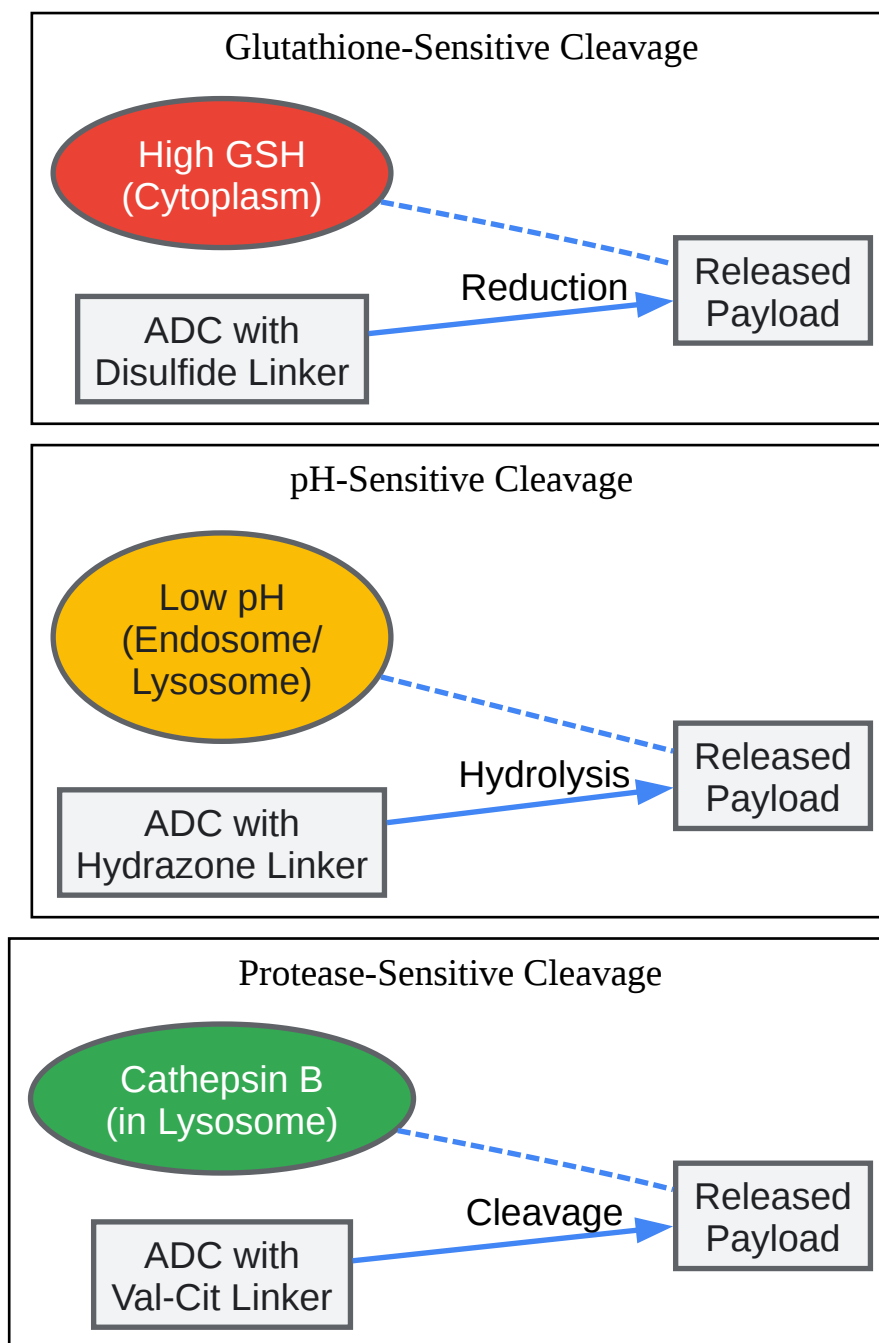 Glutathione-Sensitive Cleavage
High GSH
(Cytoplasm)
Reduction
Released
Payload
ADC with
Disulfide Linker
pH-Sensitive Cleavage
Low pH
(Endosome/
Lysosome)
Hydrolysis
Released
Payload
ADC with
Hydrazone Linker
Protease-Sensitive Cleavage
Cathepsin B
(in Lysosome)
Cleavage
Released
Payload
ADC with
Val-Cit Linker